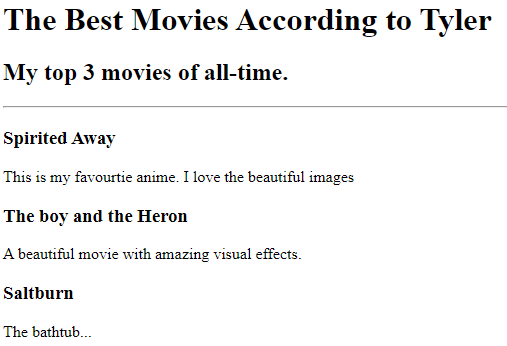 The Best Movies According to Tyler
My top 3 movies of all-time.
Spirited Away
This is my favourtie anime. I love the beautiful images
The boy and the Heron
A beautiful movie with amazing visual effects.
Saltburn
The bathtub...